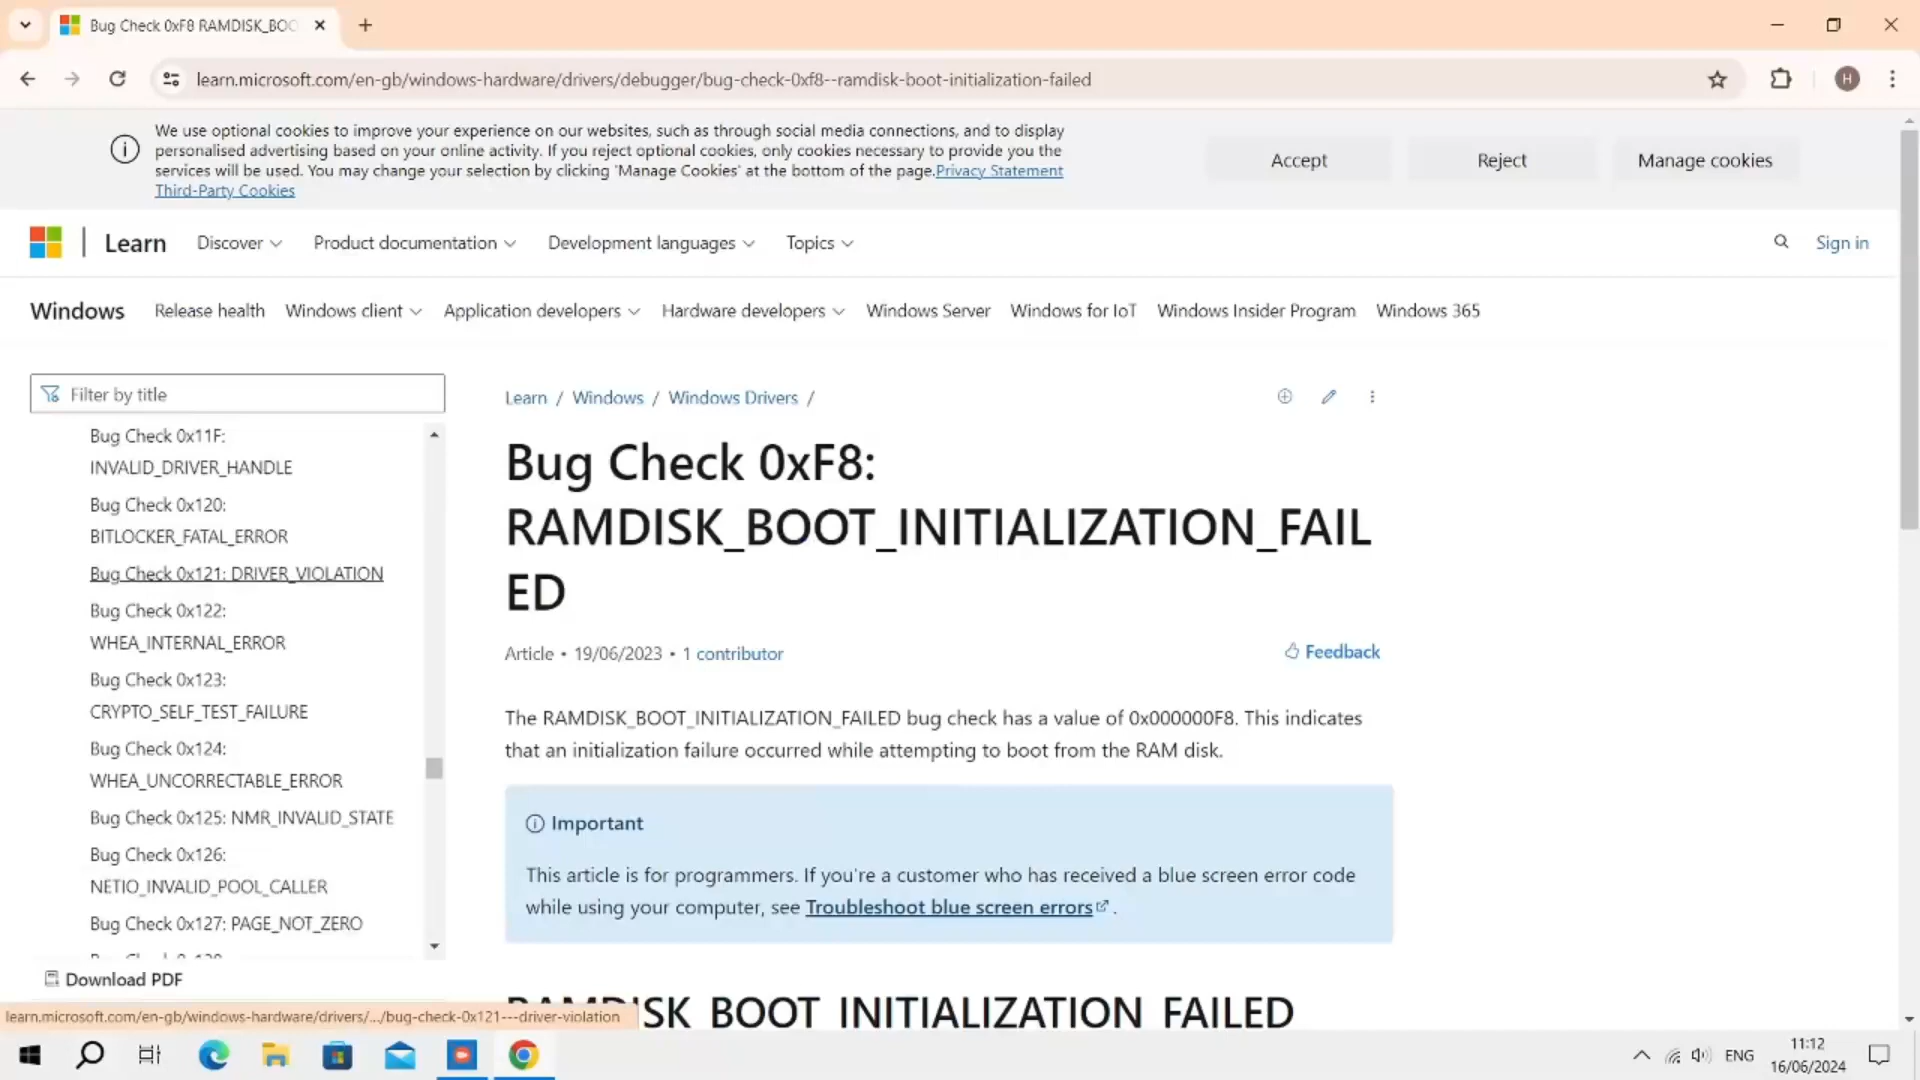 Bug Check 0xF8 RAMDISK_BOO
learn.microsoft.com/en-gb/windows-hardware/drivers/debugger/bug-check-0xf8--ramdisk-boot-initialization-failed
H
We use optional cookies to improve your experience on our websites, such as through social media connections, and to display
personalised advertising based on your online activity. If you reject optional cookies, only cookies necessary to provide you the
services will be used. You may change your selection by clicking 'Manage Cookies' at the bottom of the page.Privacy Statement
Third-Party Cookies
Accept
Reject
Manage cookies
Learn
Discover
Product documentation
Development languages
Topics
Sign in
Windows
Release health
Windows client
Application developers
Hardware developers
Windows Server
Windows for IoT
Windows Insider Program
Windows 365
Filter by title
Bug Check 0x11F:
INVALID_DRIVER_HANDLE
Bug Check 0x120:
BITLOCKER_FATAL_ERROR
Bug Check 0x121: DRIVER_VIOLATION
Bug Check 0x122:
WHEA_INTERNAL_ERROR
Bug Check 0x123:
CRYPTO_SELF_TEST_FAILURE
Bug Check 0x124:
WHEA_UNCORRECTABLE_ERROR
Bug Check 0x125: NMR_INVALID_STATE
Bug Check 0x126:
NETIO_INVALID_POOL_CALLER
Bug Check 0x127: PAGE_NOT_ZERO
Download PDF
Learn / Windows / Windows Drivers /
Bug Check 0xF8:
RAMDISK_BOOT_INITIALIZATION_FAIL
ED
Article • 19/06/2023 • 1 contributor
Feedback
The RAMDISK_BOOT_INITIALIZATION_FAILED bug check has a value of 0x000000F8. This indicates
that an initialization failure occurred while attempting to boot from the RAM disk.
Important
This article is for programmers. If you're a customer who has received a blue screen error code
while using your computer, see Troubleshoot blue screen errors .
RAMDISK_BOOT_INITIALIZATION_FAILED
learn.microsoft.com/en-gb/windows-hardware/drivers/.../bug-check-0x121---driver-violation
ENG
11:12
16/06/2024